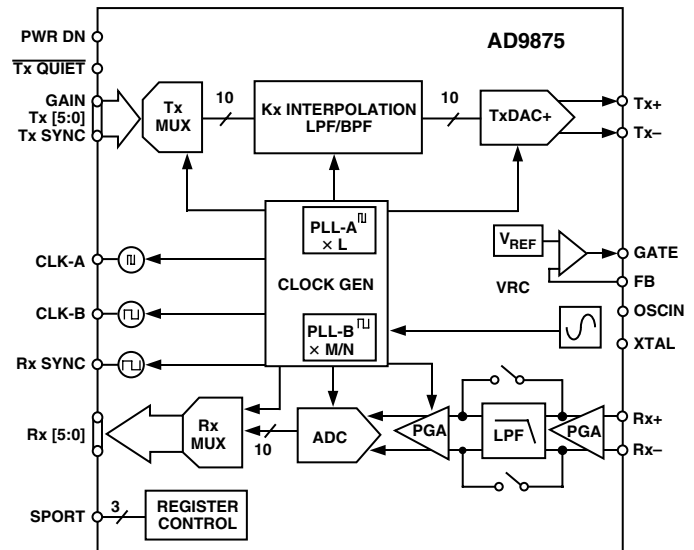 AD9875
PWR DN
Tx QUIET
GAIN
Tx [5:0]
Tx SYNC
Tx
MUX
10
Kx INTERPOLATION
LPF/BPF
10
TxDAC+
Tx+
Tx–
PLL-A
× L
CLOCK GEN
PLL-B
× M/N
CLK-A
CLK-B
Rx SYNC
VREF
VRC
GATE
FB
OSCIN
XTAL
Rx [5:0]
Rx
MUX
10
ADC
PGA
LPF
PGA
Rx+
Rx–
SPORT
3
REGISTER
CONTROL